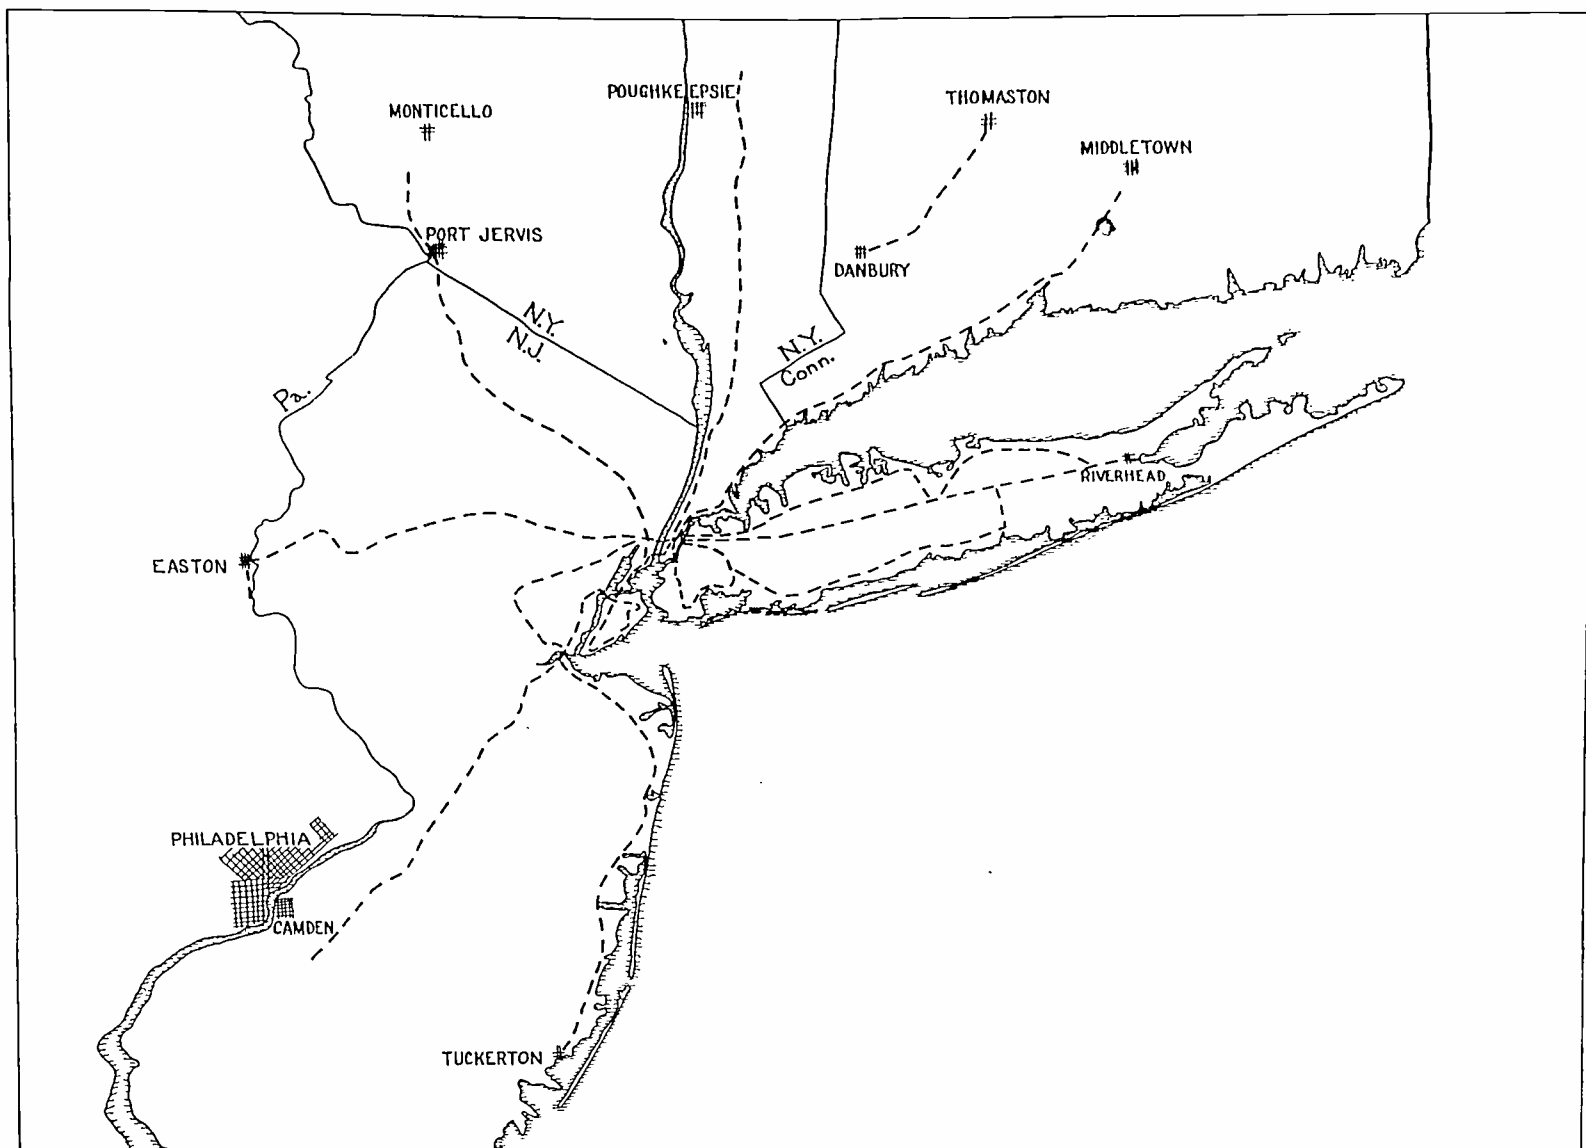 POUGHKEEPSIE
THOMASTON
MONTICELLO
MIDDLETOWN
PORT JERVIS
DANBURY
N.Y.
N.J.
N.Y.
Conn.
Pa.
RIVERHEAD
EASTON
PHILADELPHIA
CAMDEN
TUCKERTON